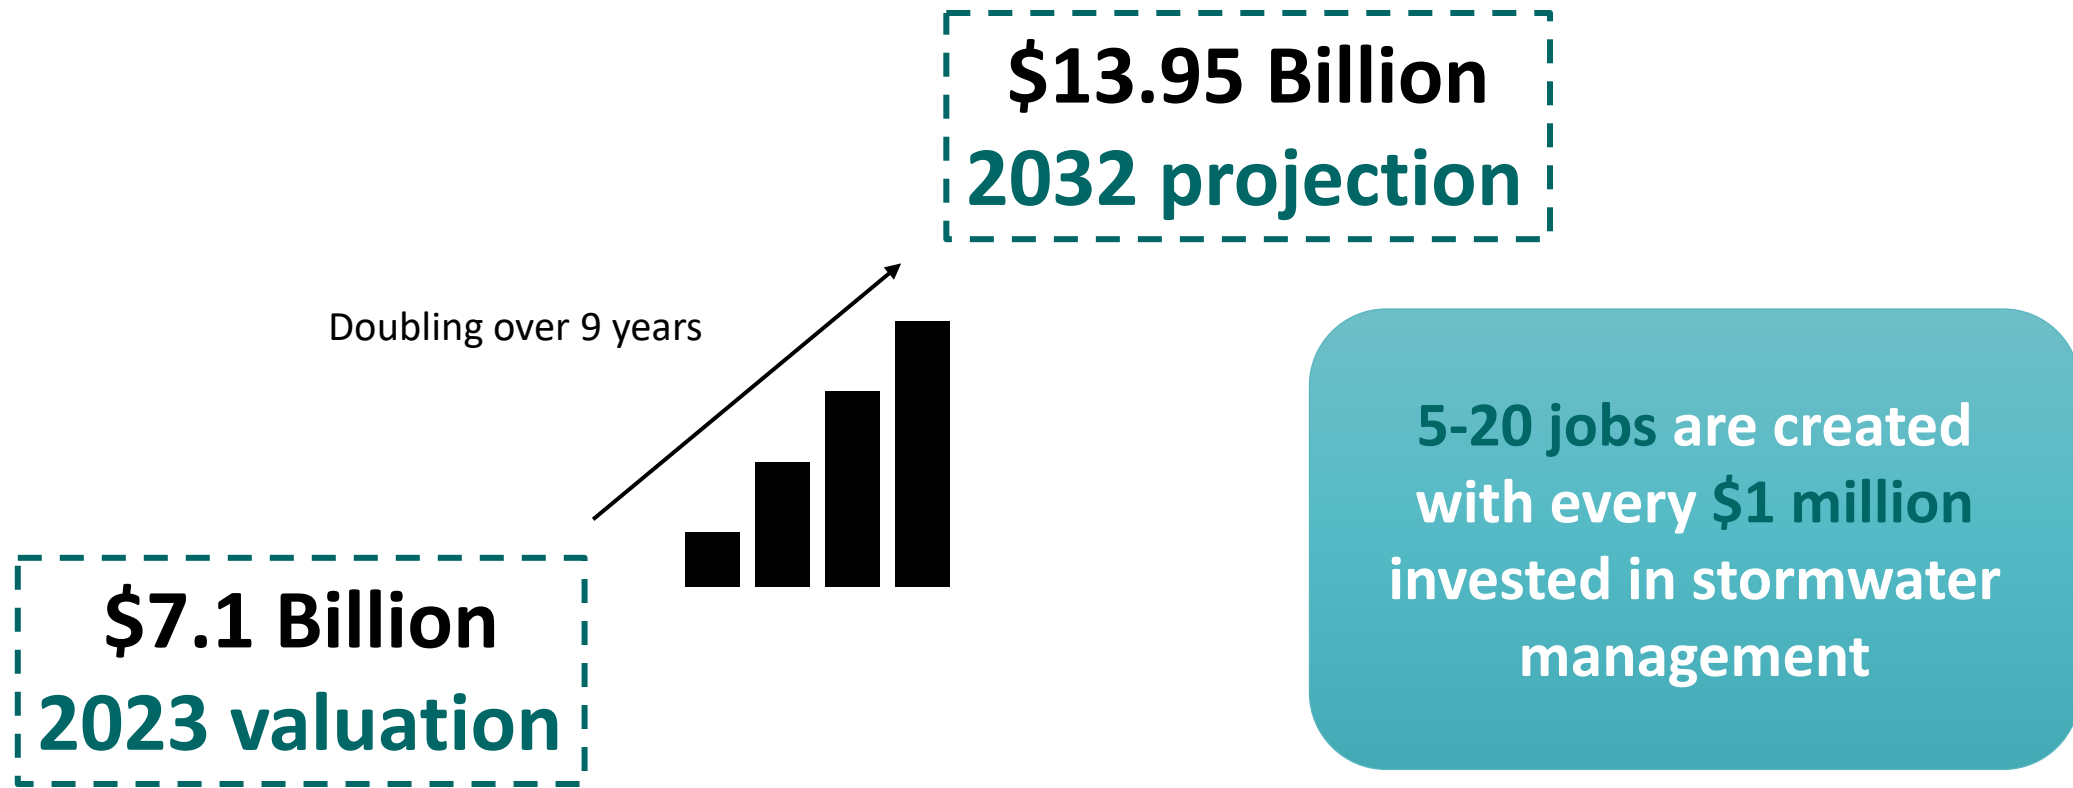 $13.95 Billion
2032 projection
Doubling over 9 years
$7.1 Billion
2023 valuation
5-20 jobs are created
with every $1 million
invested in stormwater
management